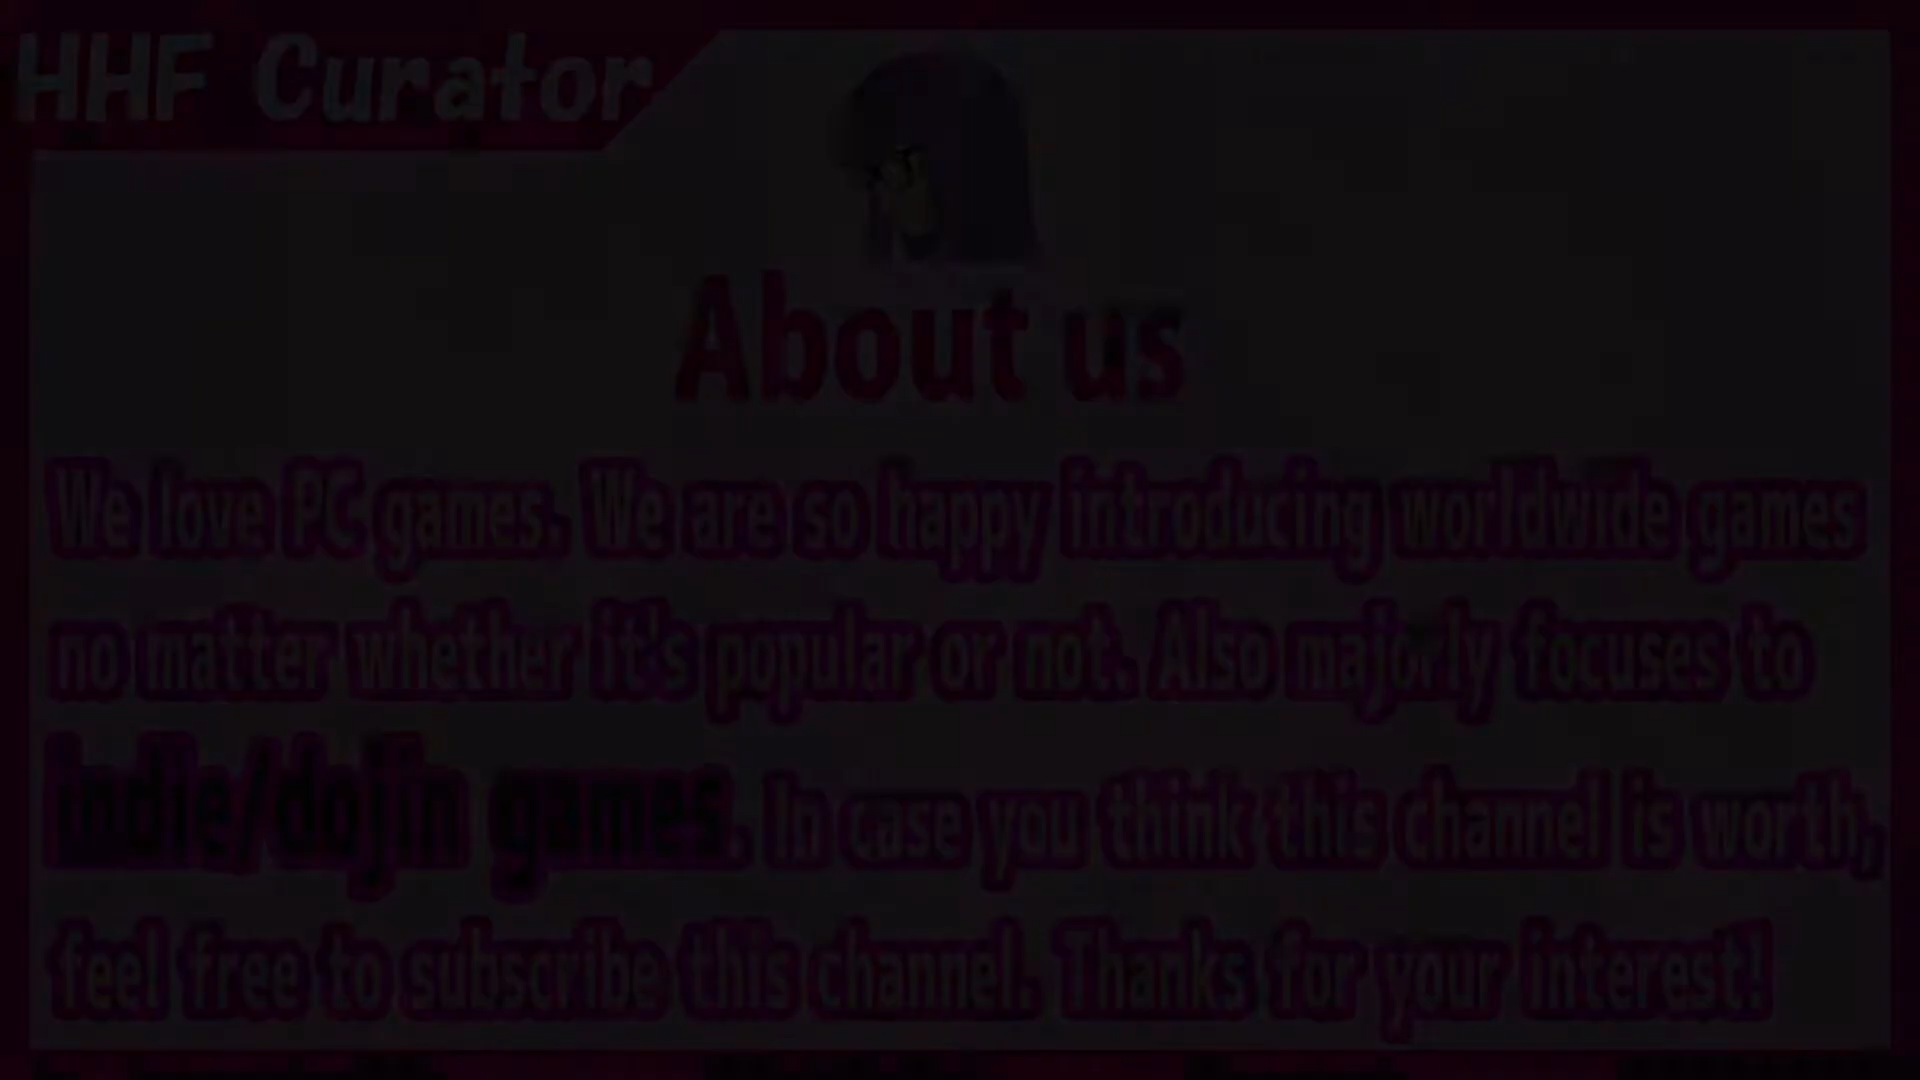 HHF Curator
About us
We love PC games. We are so happy introducing worldwide games
no matter whether it's popular or not. Also majorly focuses to
indie/dojin games. In case you think this channel is worth,
feel free to subscribe this channel. Thanks for your interest!